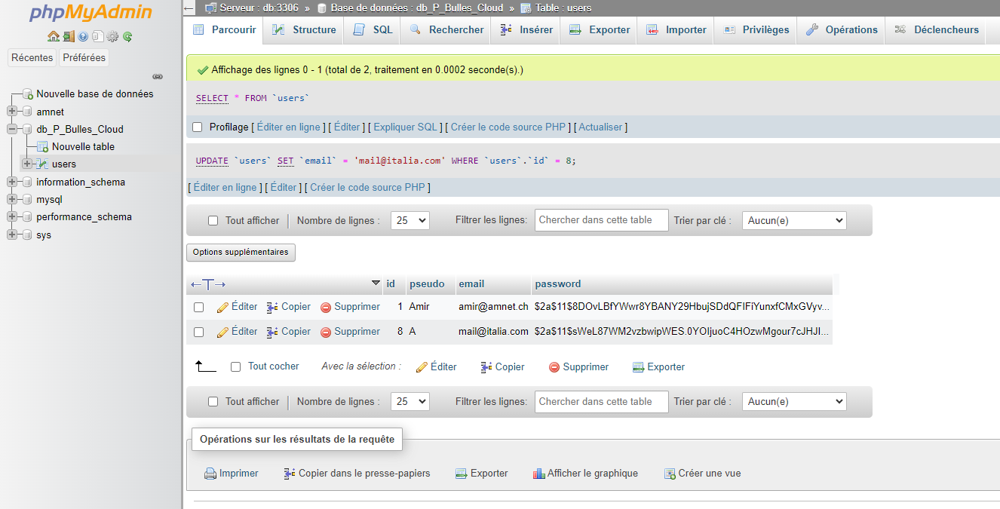 phpMyAdmin
Récentes Préférées
Nouvelle base de données
amnet
db_P_Bulles_Cloud
Nouvelle table
users
information_schema
mysql
performance_schema
sys
Serveur : db:3306 » Base de données : db_P_Bulles_Cloud » Table : users
Parcourir Structure SQL Rechercher Insérer Exporter Importer Privilèges Opérations Déclencheurs
Affichage des lignes 0 - 1 (total de 2, traitement en 0.0002 seconde(s).)
SELECT * FROM `users`
Profilage [ Éditer en ligne ] [ Éditer ] [ Expliquer SQL ] [ Créer le code source PHP ] [ Actualiser ]
UPDATE `users` SET `email` = 'mail@italia.com' WHERE `users`.`id` = 8;
[ Éditer en ligne ] [ Éditer ] [ Créer le code source PHP ]
Tout afficher Nombre de lignes : 25 Filtrer les lignes: Chercher dans cette table Trier par clé : Aucun(e)
Options supplémentaires
id pseudo email password
Éditer Copier Supprimer 1 Amir amir@amnet.ch $2a$11$8DOvLBfYWwr8YBANY29HbujSDdQFIFiYunxfCMxGVyv...
Éditer Copier Supprimer 8 A mail@italia.com $2a$11$sWeL87WM2vzbwipWES.0YOIjuoC4HOzwMgour7cJHJI...
Tout cocher Avec la sélection : Éditer Copier Supprimer Exporter
Tout afficher Nombre de lignes : 25 Filtrer les lignes: Chercher dans cette table Trier par clé : Aucun(e)
Opérations sur les résultats de la requête
Imprimer Copier dans le presse-papiers Exporter Afficher le graphique Créer une vue